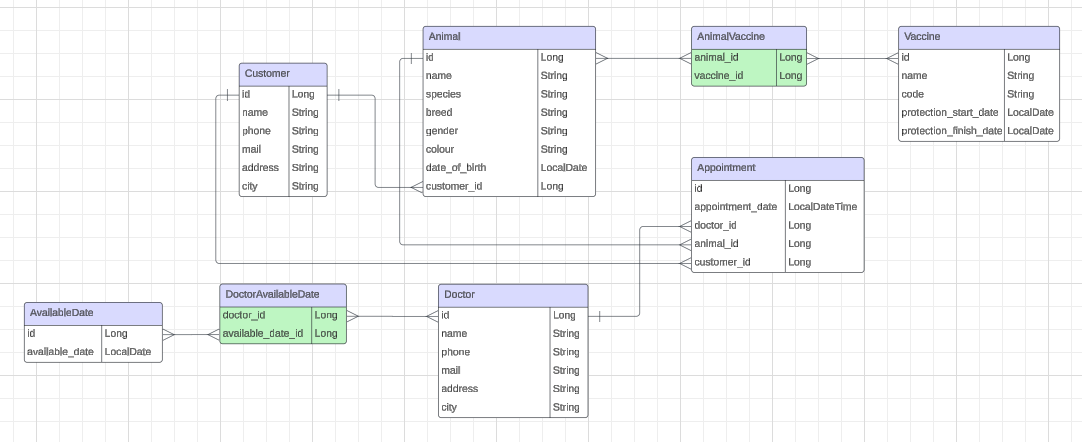 Animal
id Long
name String
species String
breed String
gender String
colour String
date_of_birth LocalDate
customer_id Long
AnimalVaccine
animal_id Long
vaccine_id Long
Vaccine
id Long
name String
code String
protection_start_date LocalDate
protection_finish_date LocalDate
Customer
id Long
name String
phone String
mail String
address String
city String
Appointment
id Long
appointment_date LocalDateTime
doctor_id Long
animal_id Long
customer_id Long
AvailableDate
id Long
available_date LocalDate
DoctorAvailableDate
doctor_id Long
available_date_id Long
Doctor
id Long
name String
phone String
mail String
address String
city String